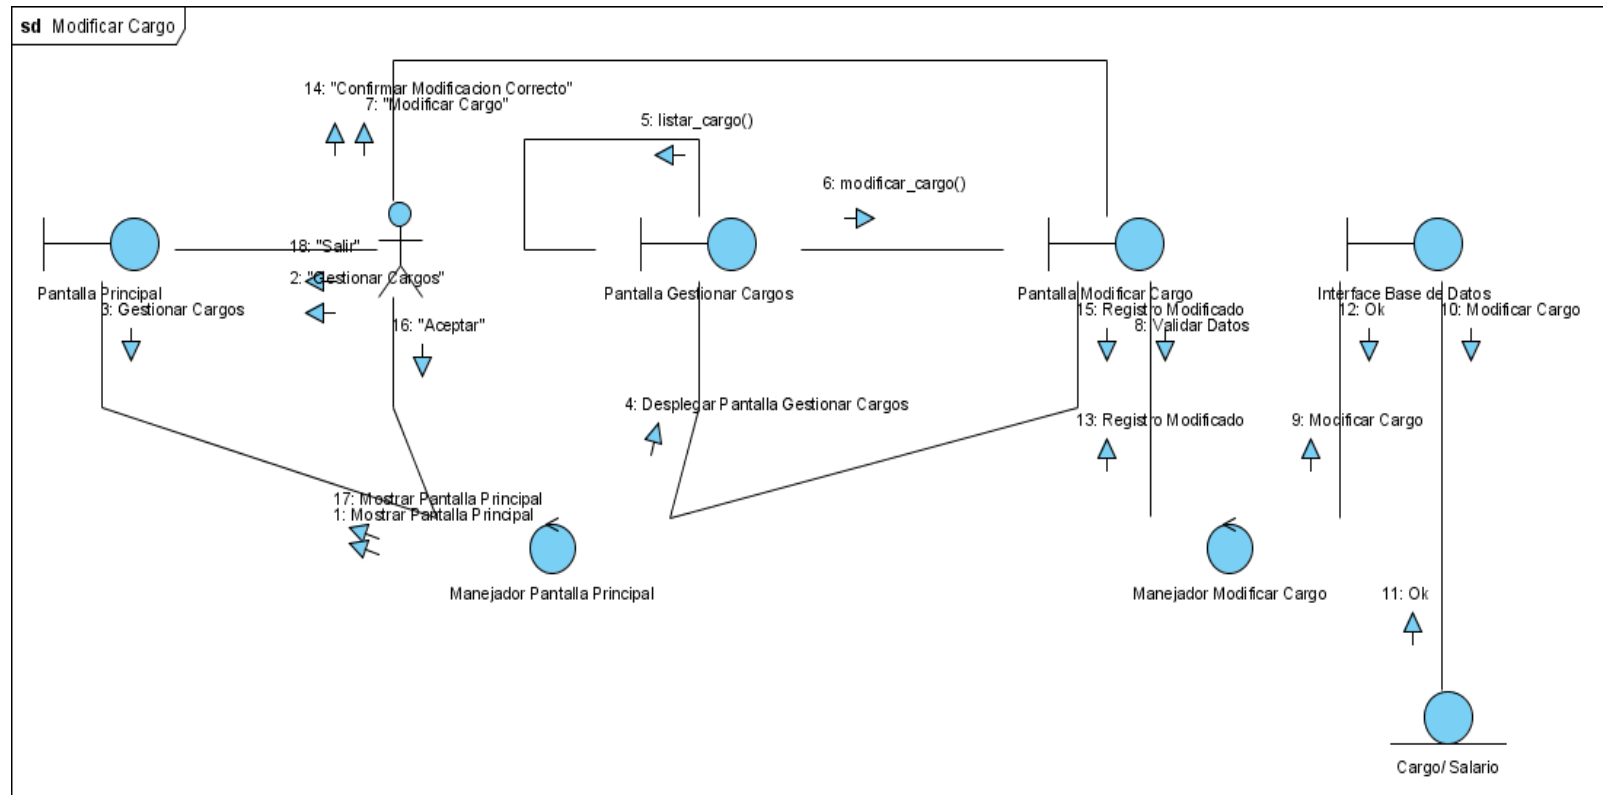 sd Modificar Cargo
14: "Confirmar Modificacion Correcto"
7: "Modificar Cargo"
5: listar_cargo()
6: modificar_cargo()
18: "Salir"
2: "Gestionar Cargos"
Pantalla Principal
3: Gestionar Cargos
16: "Aceptar"
Pantalla Gestionar Cargos
Pantalla Modificar Cargo
15: Registro Modificado
8: Validar Datos
Interface Base de Datos
12: Ok
10: Modificar Cargo
4: Desplegar Pantalla Gestionar Cargos
13: Registro Modificado
9: Modificar Cargo
17: Mostrar Pantalla Principal
1: Mostrar Pantalla Principal
Manejador Pantalla Principal
Manejador Modificar Cargo
11: Ok
Cargo/ Salario